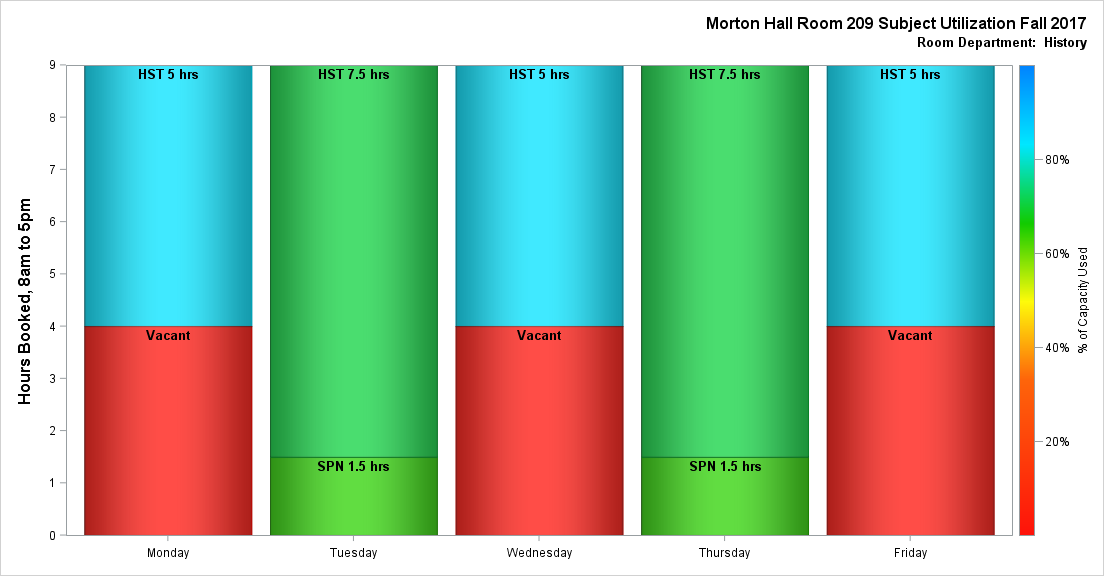 Morton Hall Room 209 Subject Utilization Fall 2017
Room Department: History
Hours Booked, 8am to 5pm
9
8
7
6
5
4
3
2
1
0
HST 5 hrs
HST 7.5 hrs
HST 5 hrs
HST 7.5 hrs
HST 5 hrs
Vacant
Vacant
Vacant
SPN 1.5 hrs
SPN 1.5 hrs
Monday
Tuesday
Wednesday
Thursday
Friday
80%
60%
40%
20%
% of Capacity Used